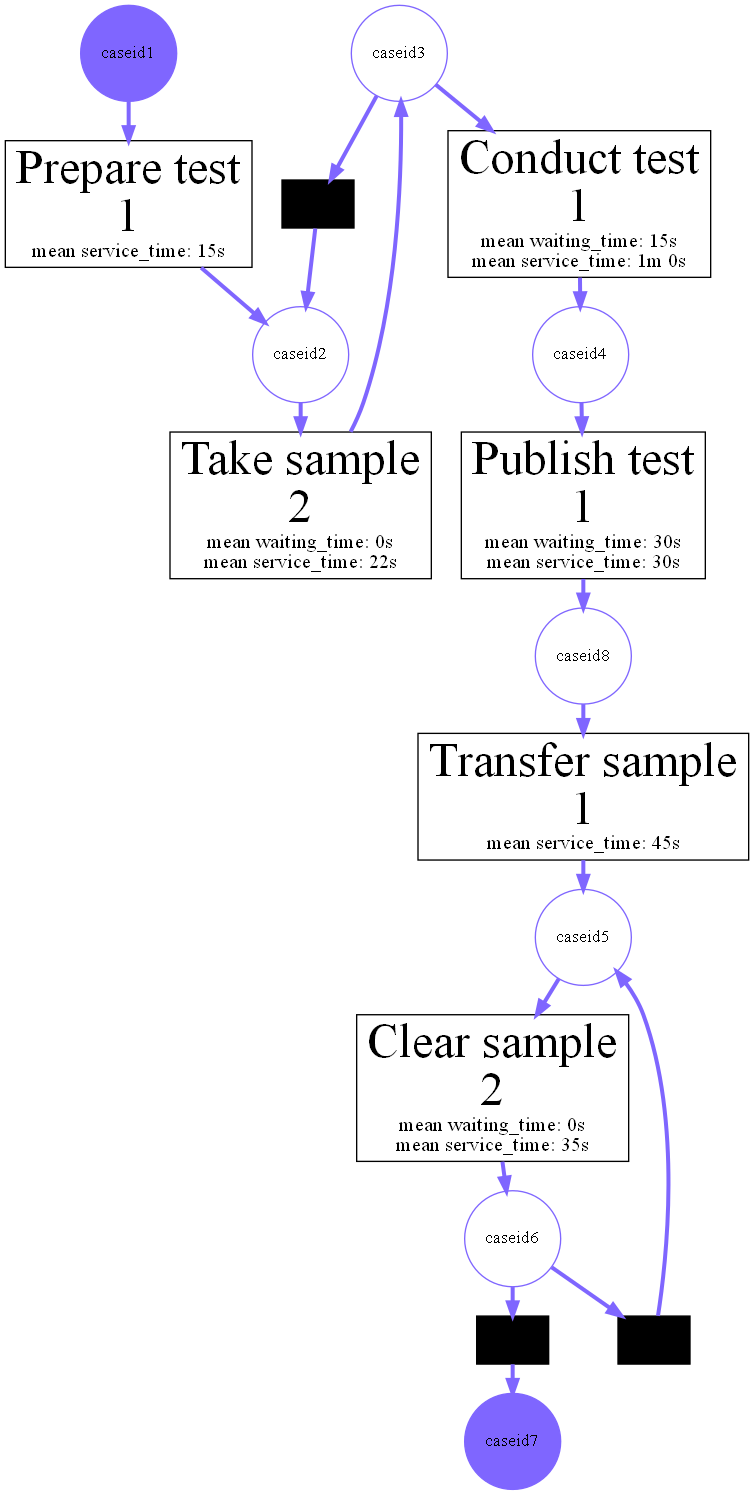 caseid1
caseid3
Prepare test
1
mean service_time: 15s
Conduct test
1
mean waiting_time: 15s
mean service_time: 1m 0s
caseid2
caseid4
Take sample
2
mean waiting_time: 0s
mean service_time: 22s
Publish test
1
mean waiting_time: 30s
mean service_time: 30s
caseid8
Transfer sample
1
mean service_time: 45s
caseid5
Clear sample
2
mean waiting_time: 0s
mean service_time: 35s
caseid6
caseid7